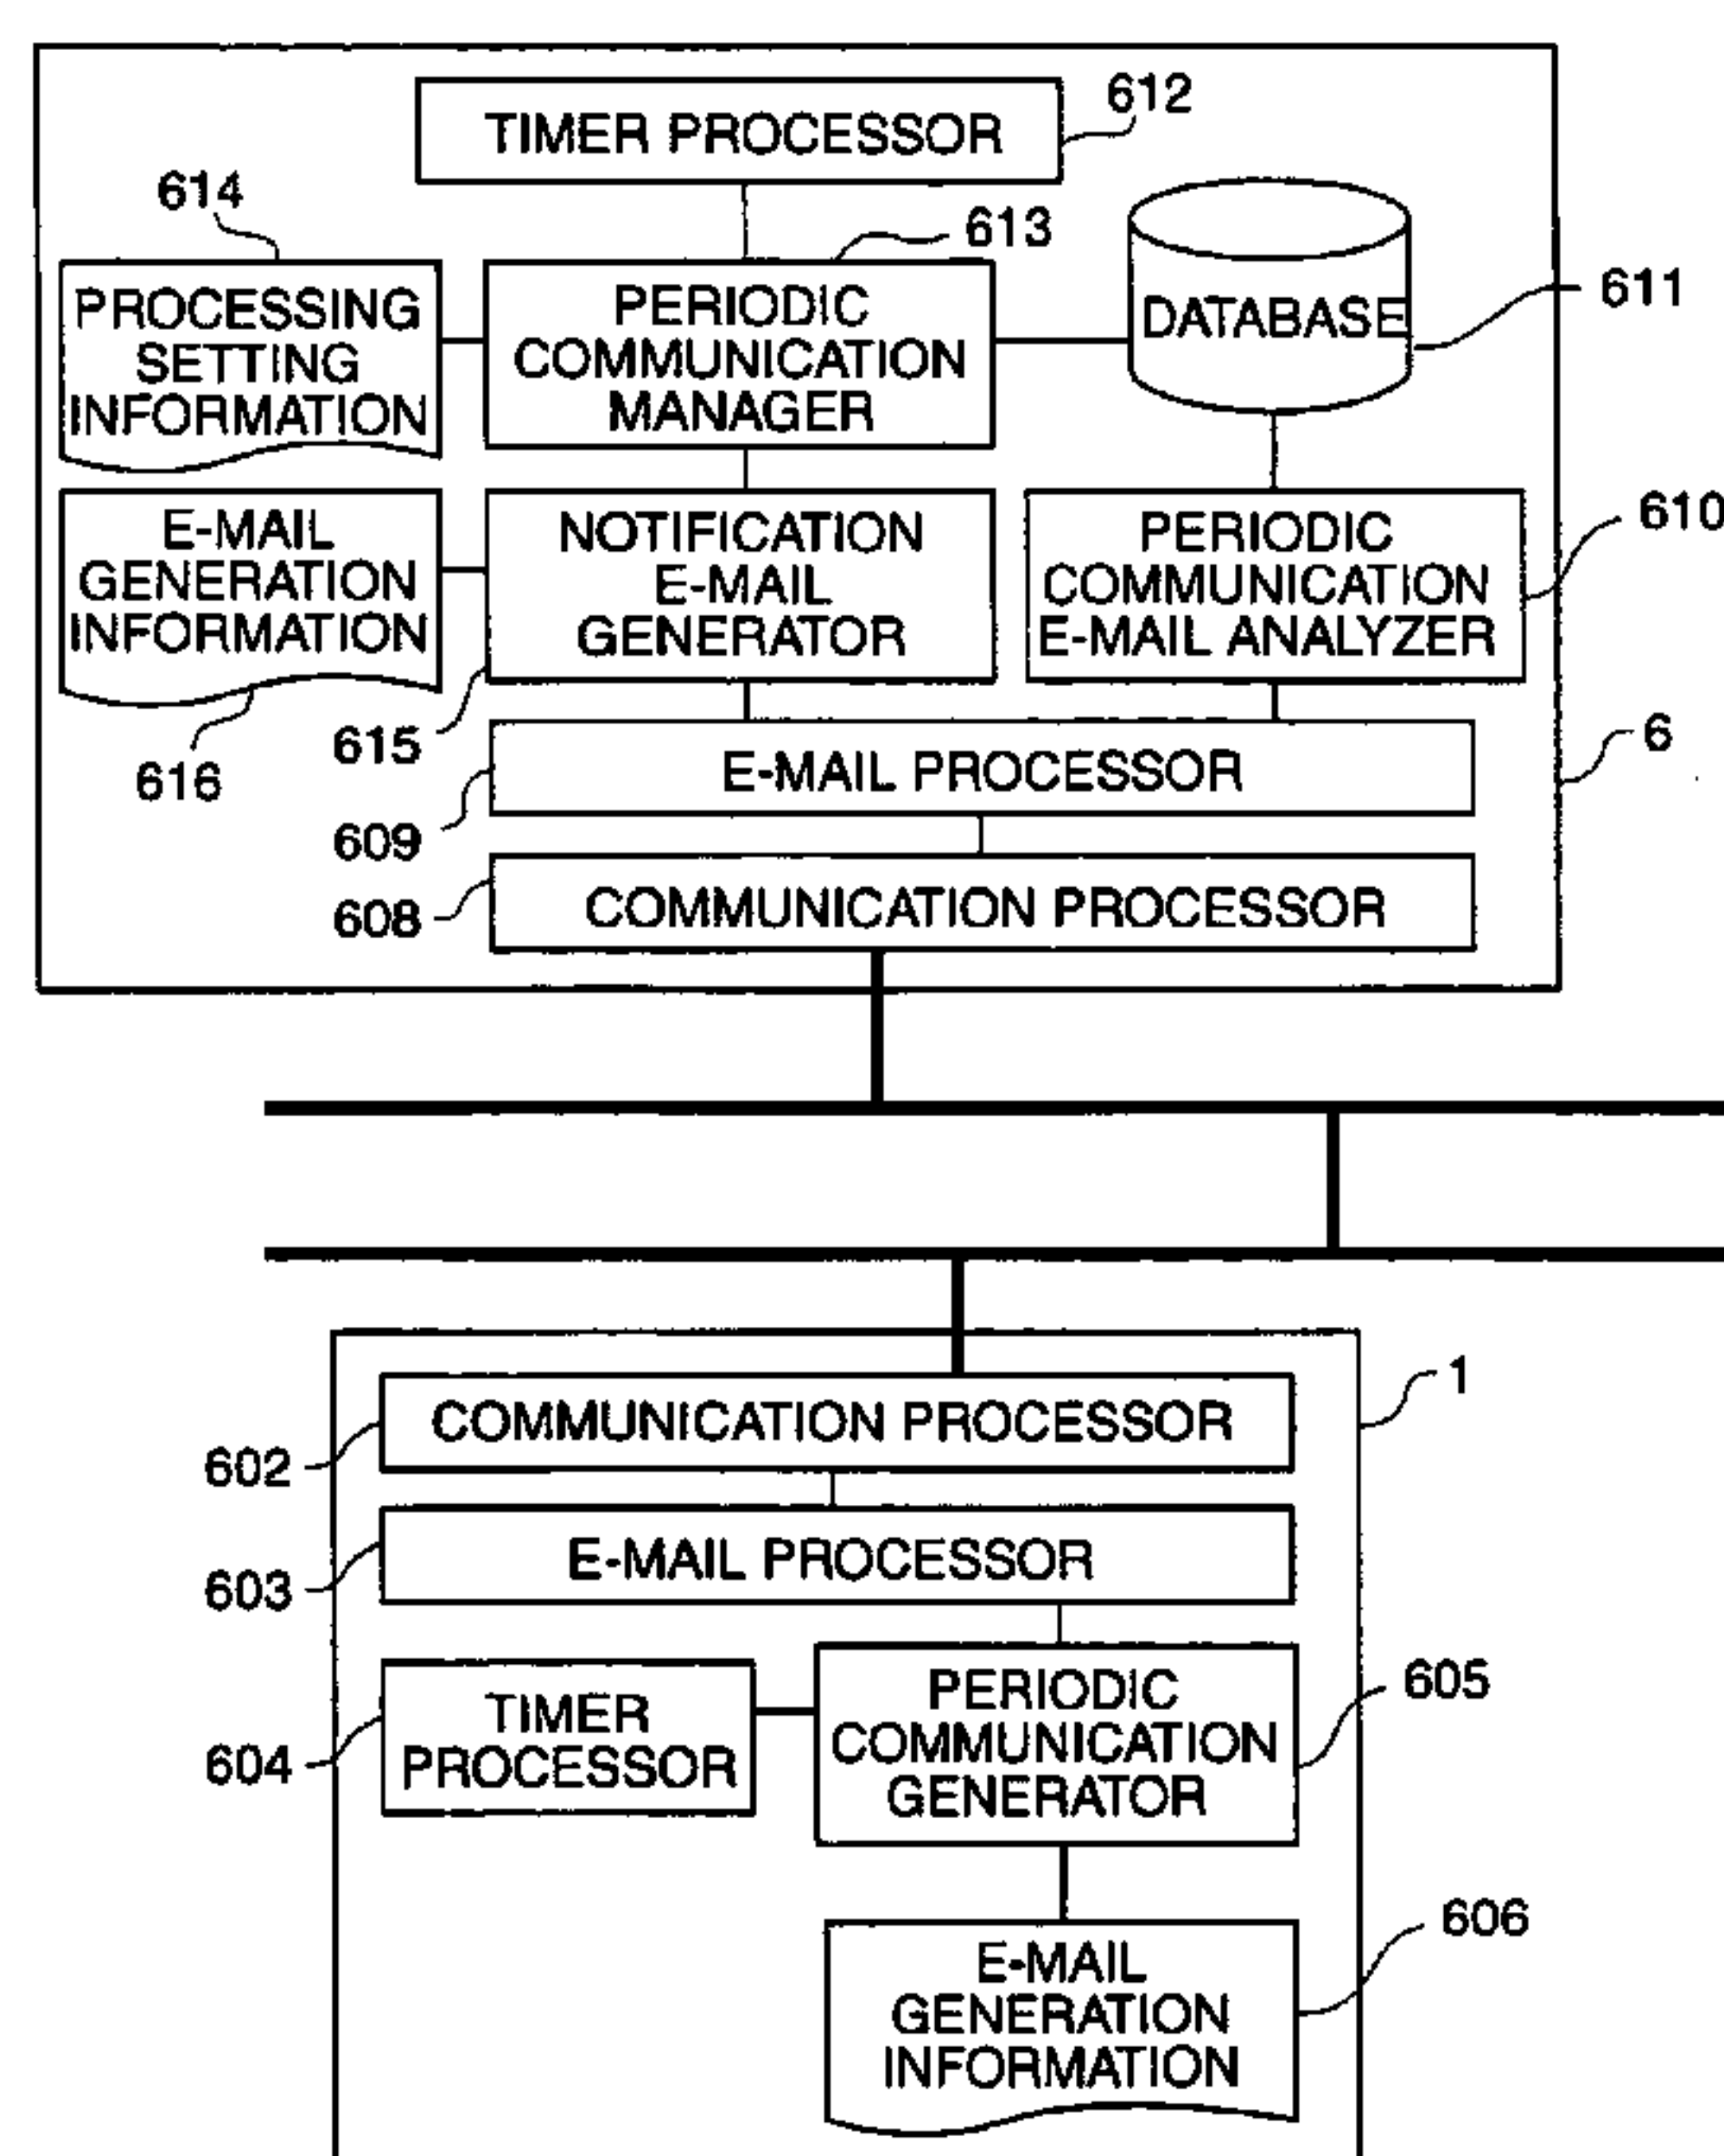 612
TIMER PROCESSOR
614
613
PROCESSING
SETTING
INFORMATION
PERIODIC
COMMUNICATION
MANAGER
DATABASE
611
E-MAIL
GENERATION
INFORMATION
NOTIFICATION
E-MAIL
GENERATOR
PERIODIC
COMMUNICATION
E-MAIL ANALYZER
610
616
615
6
E-MAIL PROCESSOR
609
COMMUNICATION PROCESSOR
608
1
COMMUNICATION PROCESSOR
602
E-MAIL PROCESSOR
603
TIMER
PROCESSOR
604
PERIODIC
COMMUNICATION
GENERATOR
605
606
E-MAIL
GENERATION
INFORMATION